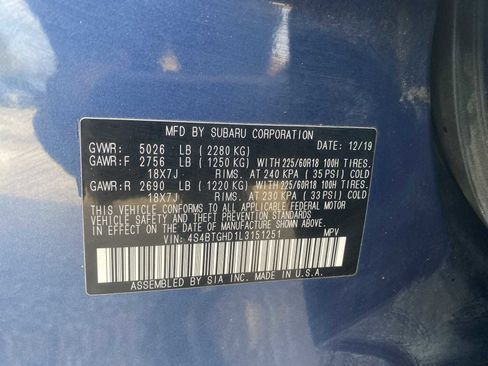 MFD BY SUBARU CORPORATION DATE: 12/19
GVWR: 5026 LB (2280 KG)
GAWR:F 2756 LB (1250 KG) WITH 225/60R18 100H TIRES.
18X7J RIMS. AT 240 KPA (35 PSI) COLD
GAWR:R 2690 LB (1220 KG) WITH 225/60R18 100H TIRES.
18X7J RIMS. AT 230 KPA (33 PSI) COLD
THIS VEHICLE CONFORMS TO ALL APPLICABLE FEDERAL MOTOR
VEHICLE SAFETY AND THEFT PREVENTION STANDARDS IN EFFECT
ON THE DATE OF MANUFACTURE SHOWN ABOVE.
VIN: 4S4BTGHD1L3151251 MPV
ASSEMBLED BY SIA INC. MADE IN U.S.A.